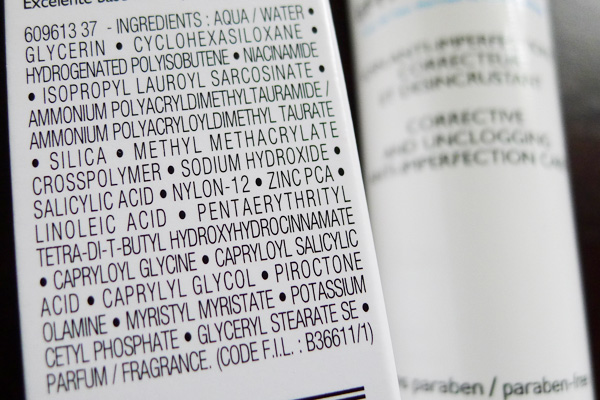 Excelente
609613 37 - INGREDIENTS : AQUA / WATER •
GLYCERIN • CYCLOHEXASILOXANE •
HYDROGENATED POLYISOBUTENE • NIACINAMIDE
• ISOPROPYL LAUROYL SARCOSINATE •
AMMONIUM POLYACRYLDIMETHYLTAURAMIDE /
AMMONIUM POLYACRYLOYLDIMETHYL TAURATE
• SILICA • METHYL METHACRYLATE
CROSSPOLYMER • SODIUM HYDROXIDE •
SALICYLIC ACID • NYLON-12 • ZINC PCA •
LINOLEIC ACID • PENTAERYTHRITYL
TETRA-DI-T-BUTYL HYDROXYHYDROCINNAMATE
• CAPRYLOYL GLYCINE • CAPRYLOYL SALICYLIC
ACID • CAPRYLYL GLYCOL • PIROCTONE
OLAMINE • MYRISTYL MYRISTATE • POTASSIUM
CETYL PHOSPHATE • GLYCERYL STEARATE SE •
PARFUM / FRAGRANCE. (CODE F.I.L. : B36611/1)
CORRECTEUR
ET DESINCRUSTANT
CORRECTIVE
AND UNCLOGGING
paraben / paraben-